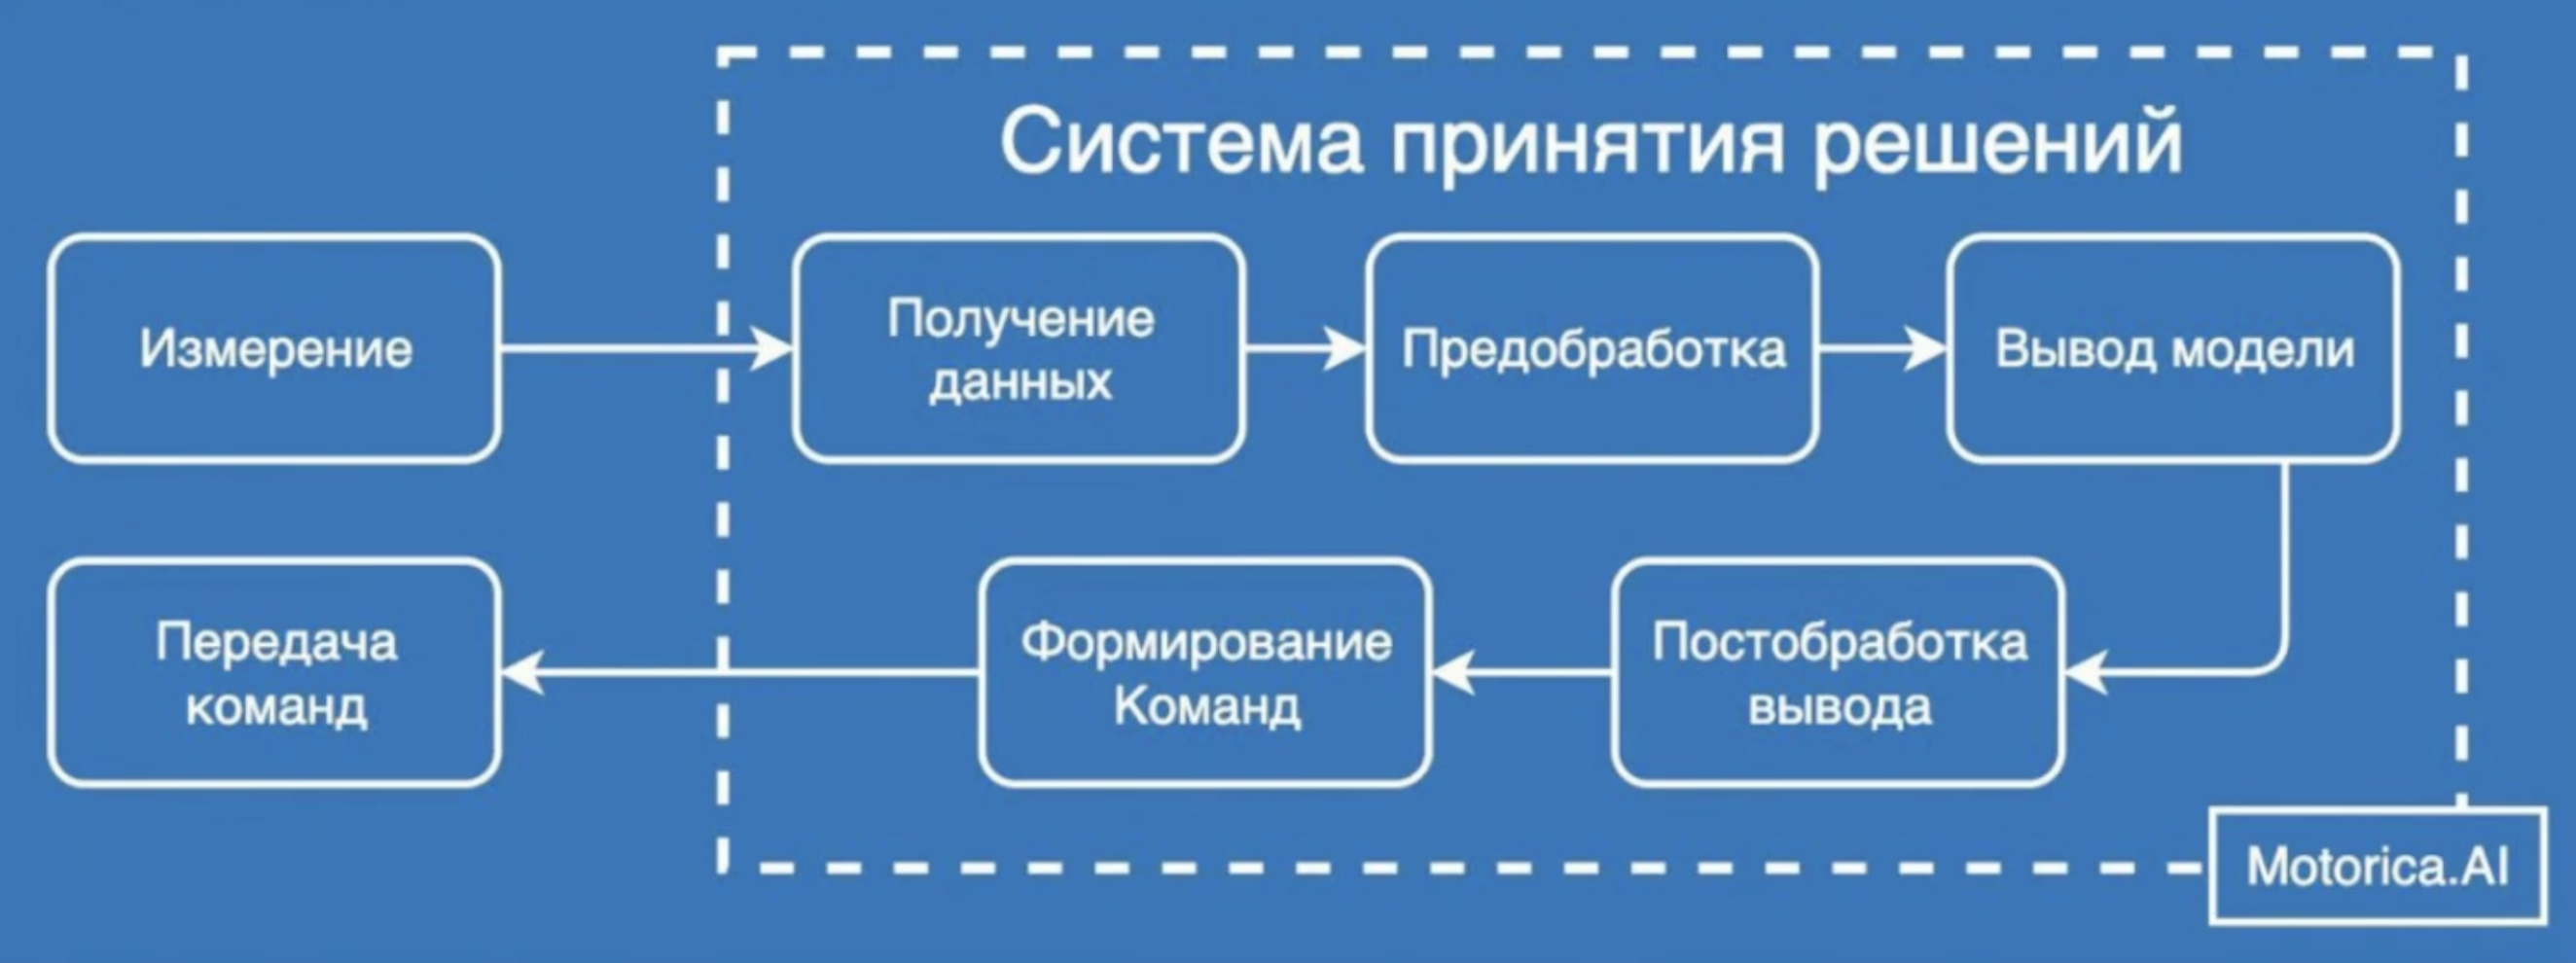 Система принятия решений
Измерение
Получение
данных
Предобработка
Вывод модели
Передача
команд
Формирование
Команд
Постобработка
вывода
Motorica.AI